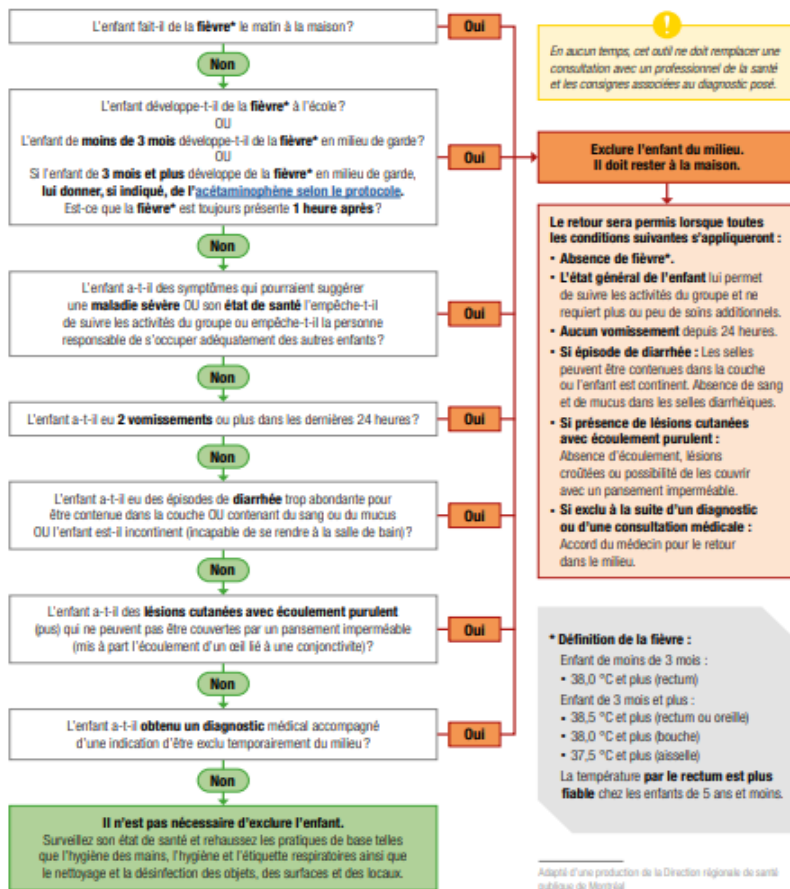 L'enfant fait-il de la fièvre* le matin à la maison ?
Oui
Non
L'enfant développe-t-il de la fièvre* à l'école ?
OU
L'enfant de moins de 3 mois développe-t-il de la fièvre* en milieu de garde ?
OU
Si l'enfant de 3 mois et plus développe de la fièvre* en milieu de garde,
lui donner, si indiqué, de l'acétaminophène selon le protocole.
Est-ce que la fièvre* est toujours présente 1 heure après ?
Oui
Non
L'enfant a-t-il des symptômes qui pourraient suggérer
une maladie sévère OU son état de santé l'empêche-t-il
de suivre les activités du groupe ou empêche-t-il la personne
responsable de s'occuper adéquatement des autres enfants ?
Oui
Non
L'enfant a-t-il eu 2 vomissements ou plus dans les dernières 24 heures ?
Oui
Non
L'enfant a-t-il eu des épisodes de diarrhée trop abondante pour
être contenue dans la couche OU contenant du sang ou du mucus
OU l'enfant est-il incontinent (incapable de se rendre à la salle de bain) ?
Oui
Non
L'enfant a-t-il des lésions cutanées avec écoulement purulent
(pus) qui ne peuvent pas être couvertes par un pansement imperméable
(mis à part l'écoulement d'un œil lié à une conjonctivite) ?
Oui
Non
L'enfant a-t-il obtenu un diagnostic médical accompagné
d'une indication d'être exclu temporairement du milieu ?
Oui
Non
Il n'est pas nécessaire d'exclure l'enfant.
Surveillez son état de santé et rehaussez les pratiques de base telles
que l'hygiène des mains, l'hygiène et l'étiquette respiratoires ainsi que
le nettoyage et la désinfection des objets, des surfaces et des locaux.
!
En aucun temps, cet outil ne doit remplacer une
consultation avec un professionnel de la santé
et les consignes associées au diagnostic posé.
Exclure l'enfant du milieu.
Il doit rester à la maison.
Le retour sera permis lorsque toutes
les conditions suivantes s'appliqueront :
• Absence de fièvre*.
• L'état général de l'enfant lui permet
de suivre les activités du groupe et ne
requiert plus ou peu de soins additionnels.
• Aucun vomissement depuis 24 heures.
• Si épisode de diarrhée : Les selles
peuvent être contenues dans la couche
ou l'enfant est continent. Absence de sang
et de mucus dans les selles diarrhéiques.
• Si présence de lésions cutanées
avec écoulement purulent :
Absence d'écoulement, lésions
croûtées ou possibilité de les couvrir
avec un pansement imperméable.
• Si exclu à la suite d'un diagnostic
ou d'une consultation médicale :
Accord du médecin pour le retour
dans le milieu.
* Définition de la fièvre :
Enfant de moins de 3 mois :
• 38,0 °C et plus (rectum)
Enfant de 3 mois et plus :
• 38,5 °C et plus (rectum ou oreille)
• 38,0 °C et plus (bouche)
• 37,5 °C et plus (aisselle)
La température par le rectum est plus
fiable chez les enfants de 5 ans et moins.
Adapté d'une production de la Direction régionale de santé
publique de Montréal